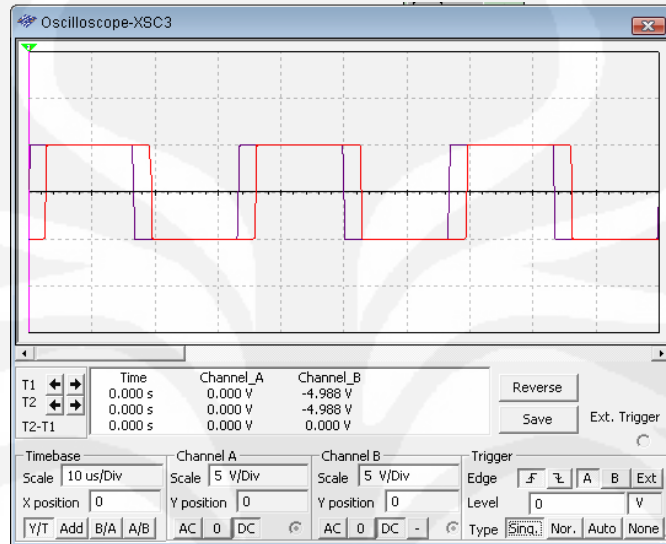 Oscilloscope-XSC3
Time Channel_A Channel_B
T1 0.000 s 0.000 V -4.988 V
T2 0.000 s 0.000 V -4.988 V
T2-T1 0.000 s 0.000 V 0.000 V
Reverse
Save
Ext. Trigger
Timebase
Scale 10 us/Div
X position 0
Y/T Add B/A A/B
Channel A
Scale 5 V/Div
Y position 0
AC 0 DC
Channel B
Scale 5 V/Div
Y position 0
AC 0 DC -
Trigger
Edge A B Ext
Level 0 V
Type Sing. Nor. Auto None